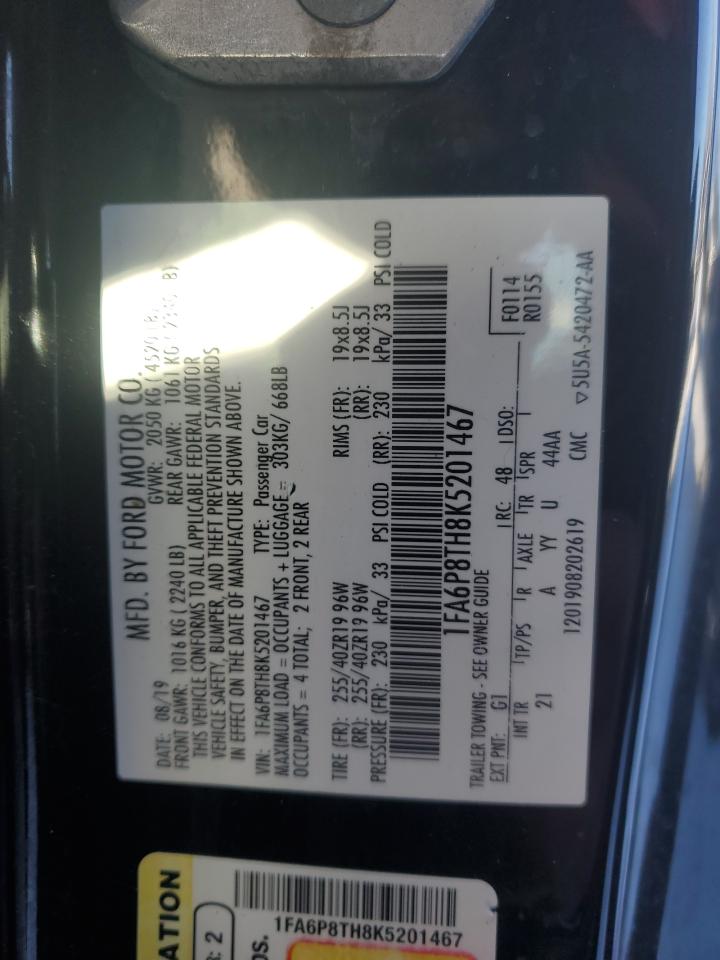 MFD. BY FORD MOTOR CO.
DATE: 08/19 GVWR: 2050 KG
FRONT GAWR: 1016 KG (2240 LB) REAR GAWR: 1061 KG
THIS VEHICLE CONFORMS TO ALL APPLICABLE FEDERAL MOTOR
VEHICLE SAFETY, BUMPER, AND THEFT PREVENTION STANDARDS
IN EFFECT ON THE DATE OF MANUFACTURE SHOWN ABOVE.
VIN: 1FA6P8TH8K5201467 TYPE: Passenger Car
MAXIMUM LOAD = OCCUPANTS + LUGGAGE = 303KG/ 668LB
OCCUPANTS = 4 TOTAL; 2 FRONT, 2 REAR
TIRE (FR): 255/40ZR19 96W RIMS (FR): 19x8.5J
(RR): 255/40ZR19 96W (RR): 19x8.5J
PRESSURE (FR): 230 kPa/ 33 PSI COLD (RR): 230 kPa/ 33 PSI COLD
1FA6P8TH8K5201467
TRAILER TOWING - SEE OWNER GUIDE F0114
EXT PNT: G1 RC: 48 DSO: R0155
INT TR TP/PS R AXLE TR SPR
21 A YY U 44AA
1201908202619 CMC ▽5U5A-5420472-AA
ATION
: 2
OS.
1FA6P8TH8K5201467